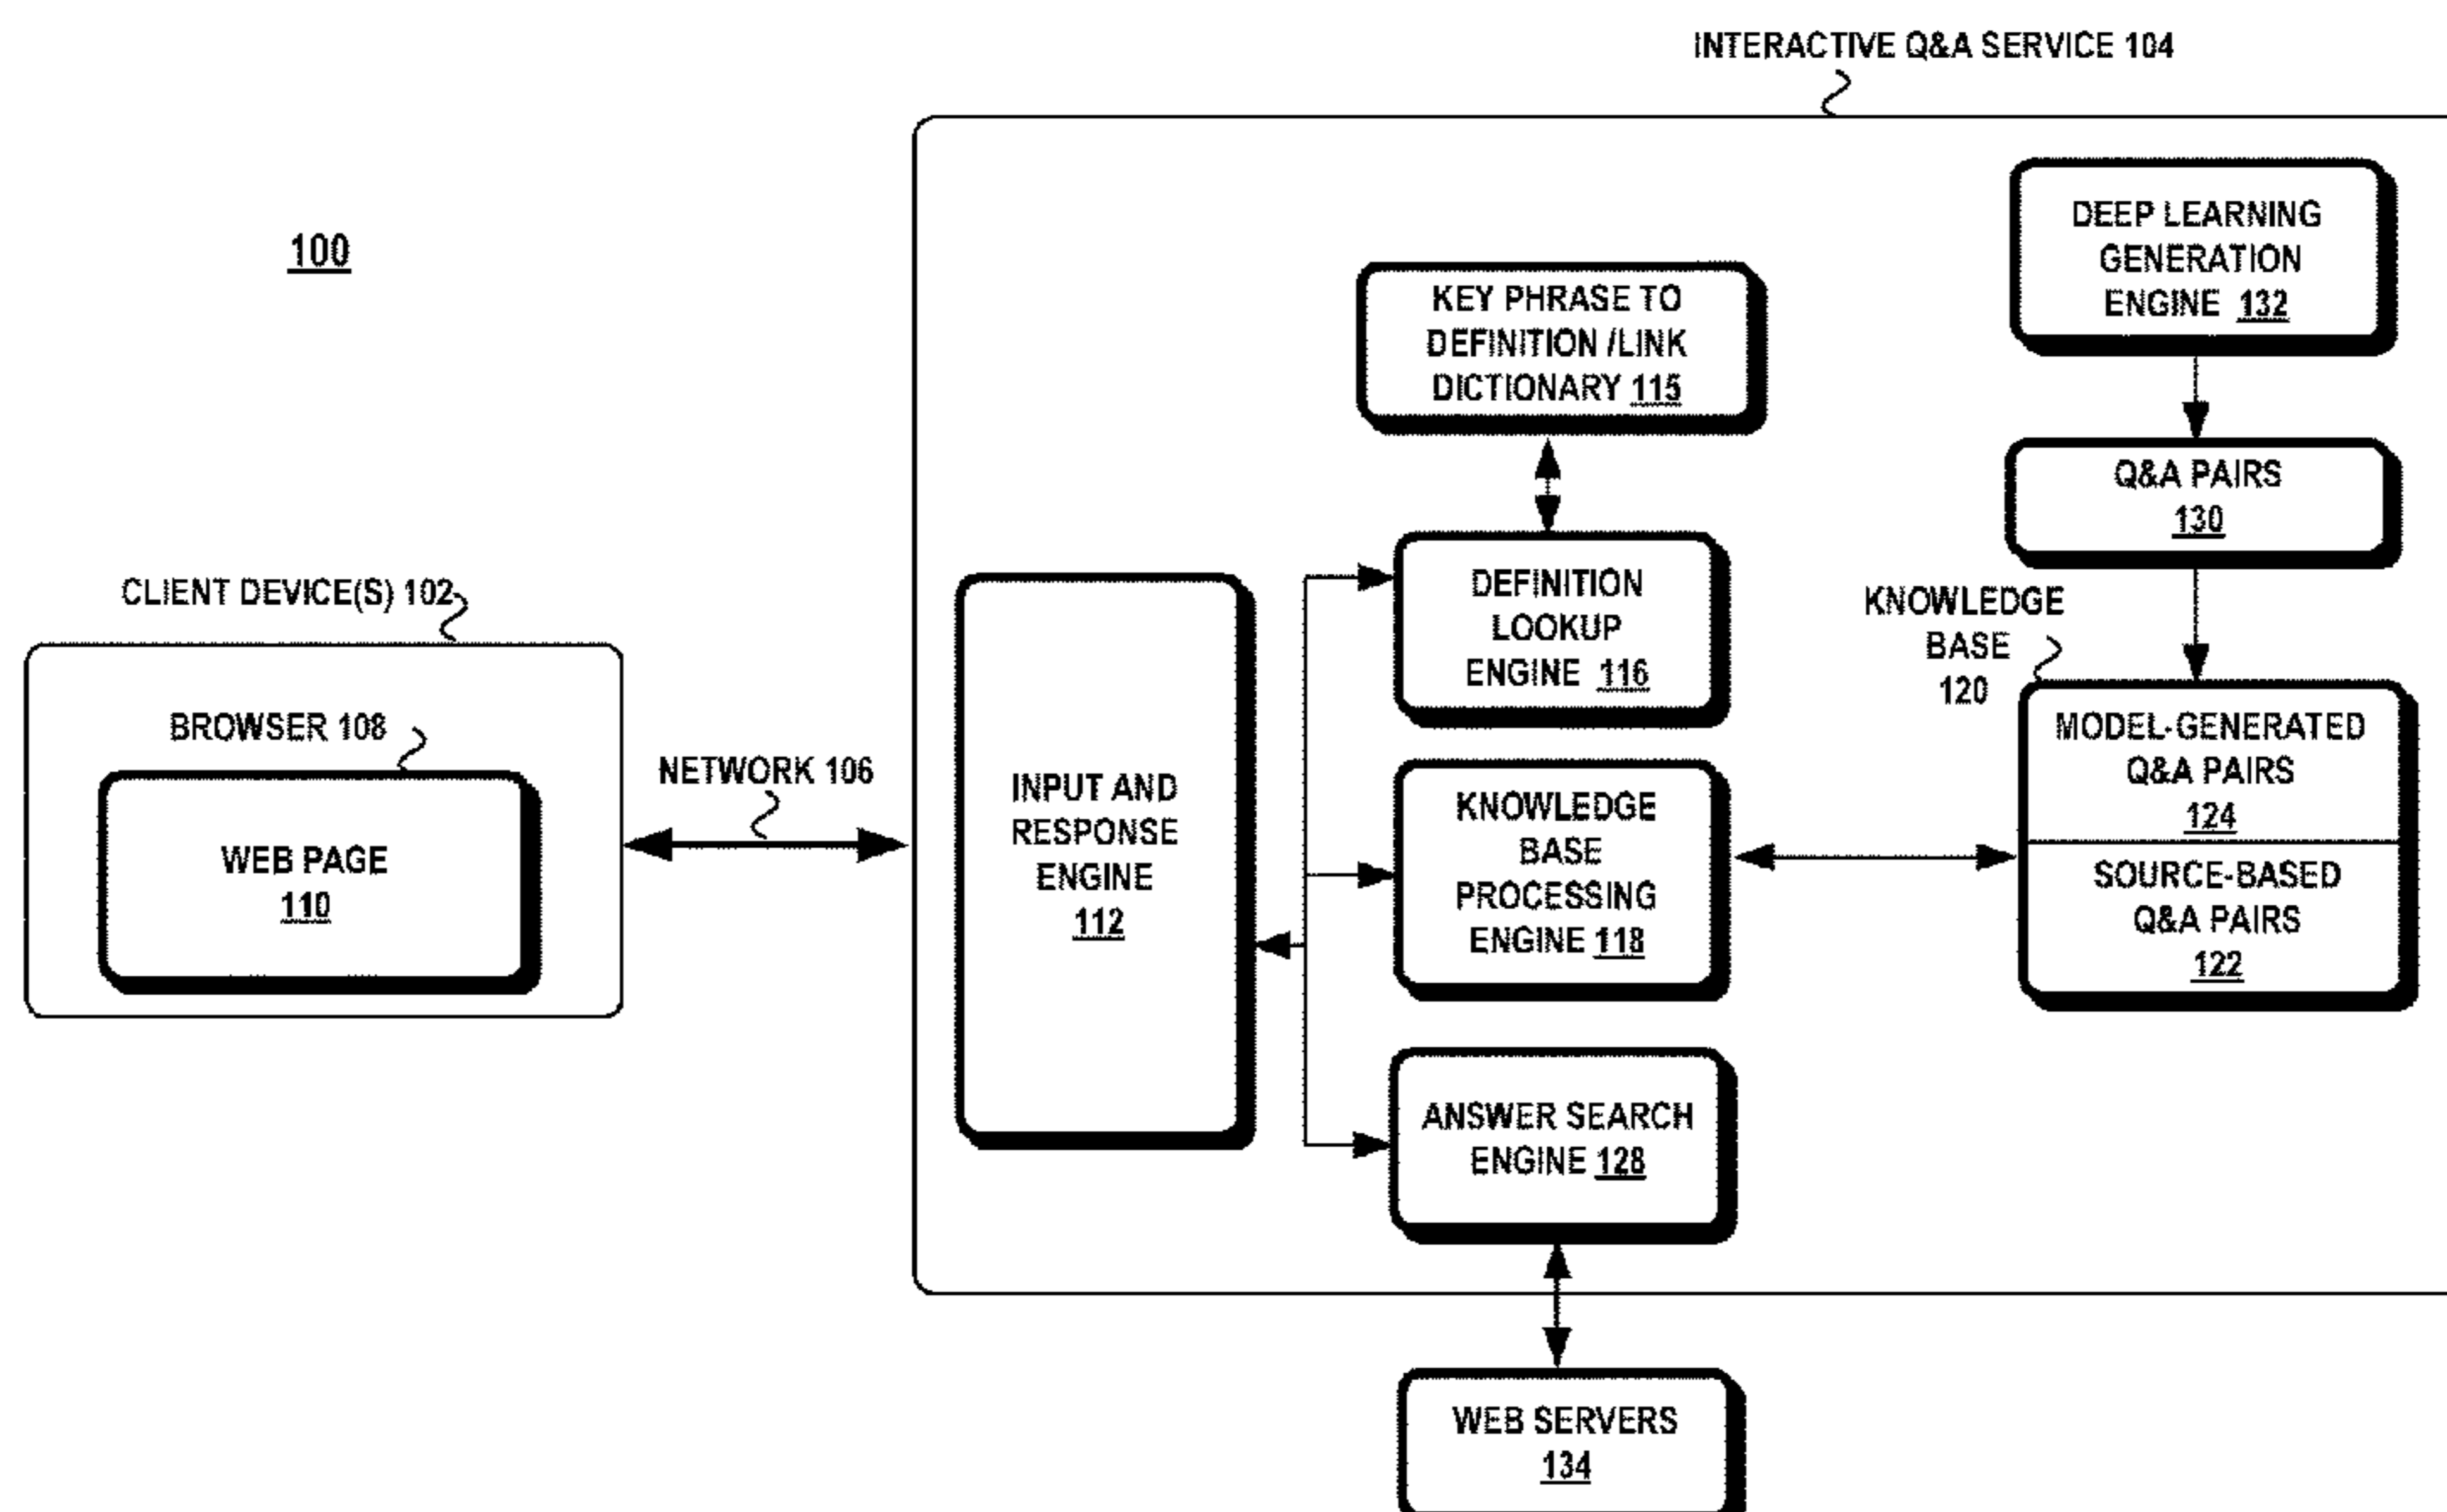 INTERACTIVE Q&A SERVICE 104
100
DEEP LEARNING
GENERATION
ENGINE 132
KEY PHRASE TO
DEFINITION /LINK
DICTIONARY 115
Q&A PAIRS
130
CLIENT DEVICE(S) 102
BROWSER 108
WEB PAGE
110
NETWORK 106
INPUT AND
RESPONSE
ENGINE
112
DEFINITION
LOOKUP
ENGINE 116
KNOWLEDGE
BASE
PROCESSING
ENGINE 118
ANSWER SEARCH
ENGINE 128
KNOWLEDGE
BASE
120
MODEL-GENERATED
Q&A PAIRS
124
SOURCE-BASED
Q&A PAIRS
122
WEB SERVERS
134